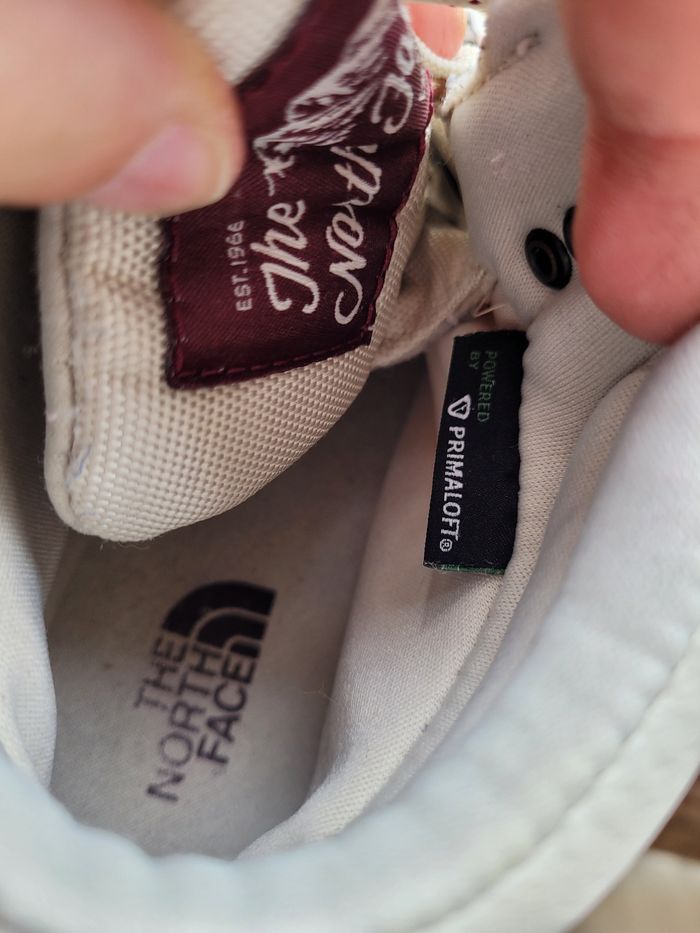 EST.1966
The
North
POWERED
BY
PRIMALOFT®
THE
NORTH
FACE